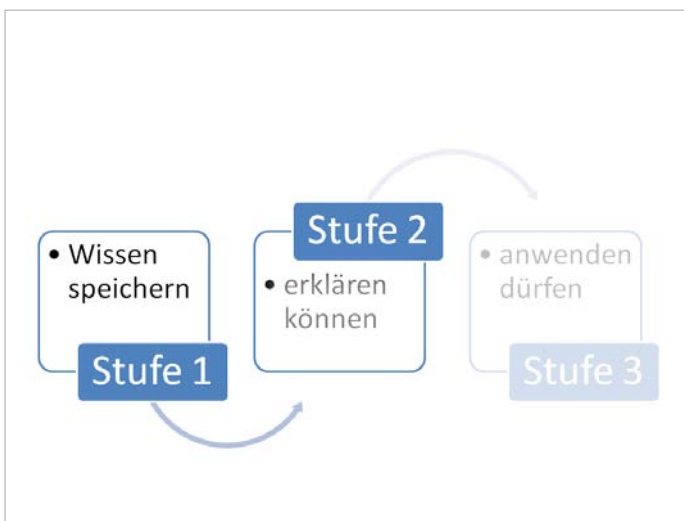 • Wissen
speichern
Stufe 1
Stufe 2
• erklären
können
• anwenden
dürfen
Stufe 3